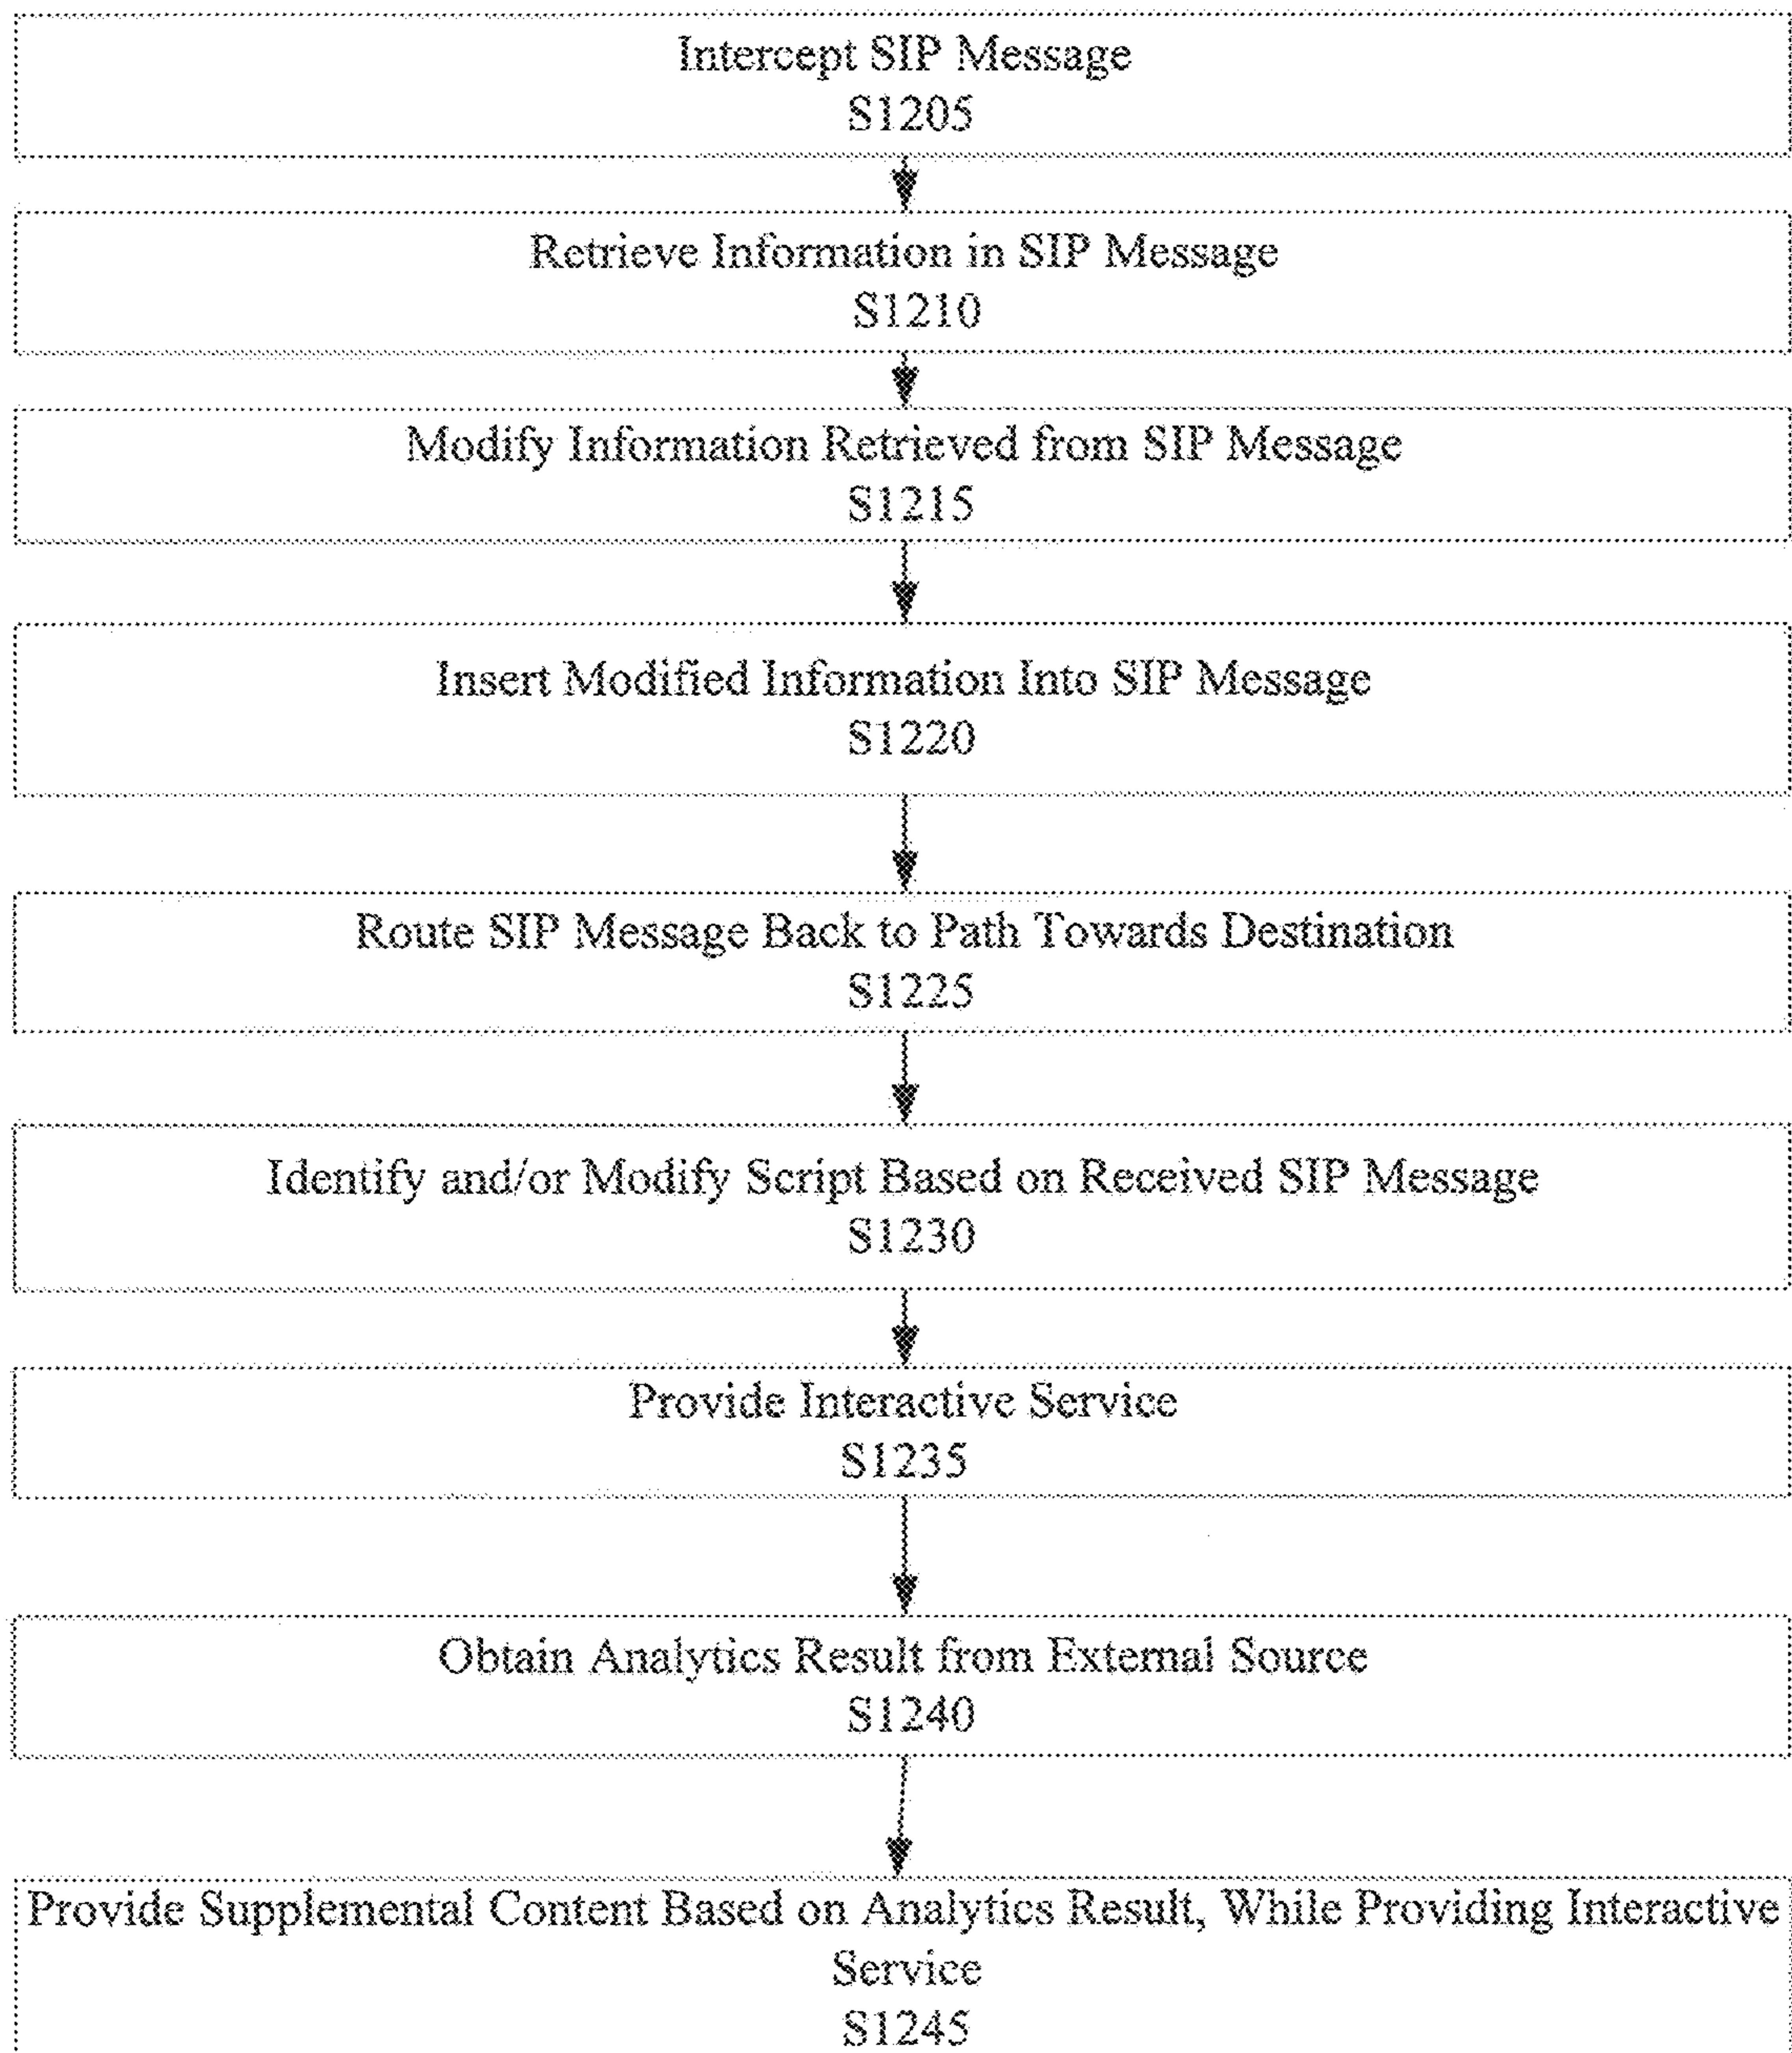 Intercept SIP Message
S1205
Retrieve Information in SIP Message
S1210
Modify Information Retrieved from SIP Message
S1215
Insert Modified Information Into SIP Message
S1220
Route SIP Message Back to Path Towards Destination
S1225
Identify and/or Modify Script Based on Received SIP Message
S1230
Provide Interactive Service
S1235
Obtain Analytics Result from External Source
S1240
Provide Supplemental Content Based on Analytics Result, While Providing Interactive
Service
S1245